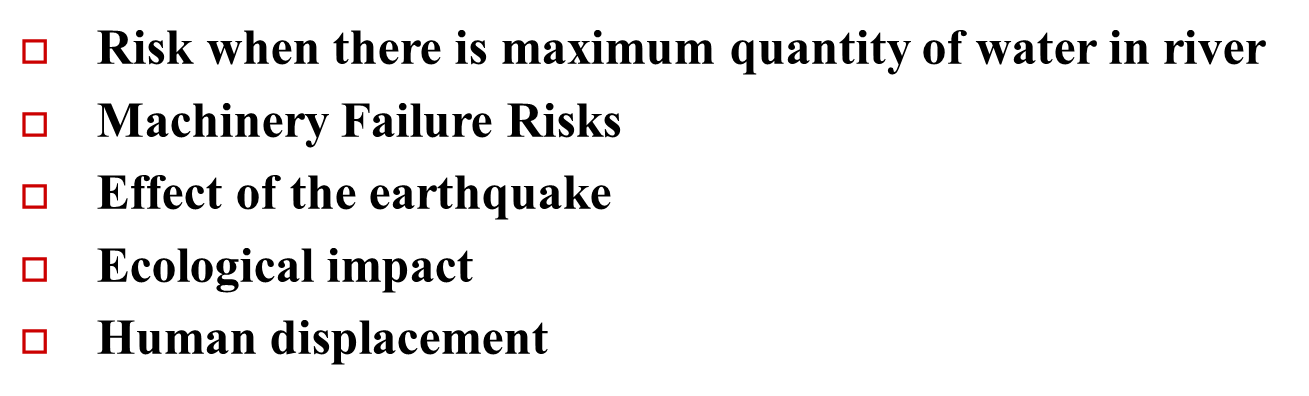 Risk when there is maximum quantity of water in river
Machinery Failure Risks
Effect of the earthquake
Ecological impact
Human displacement